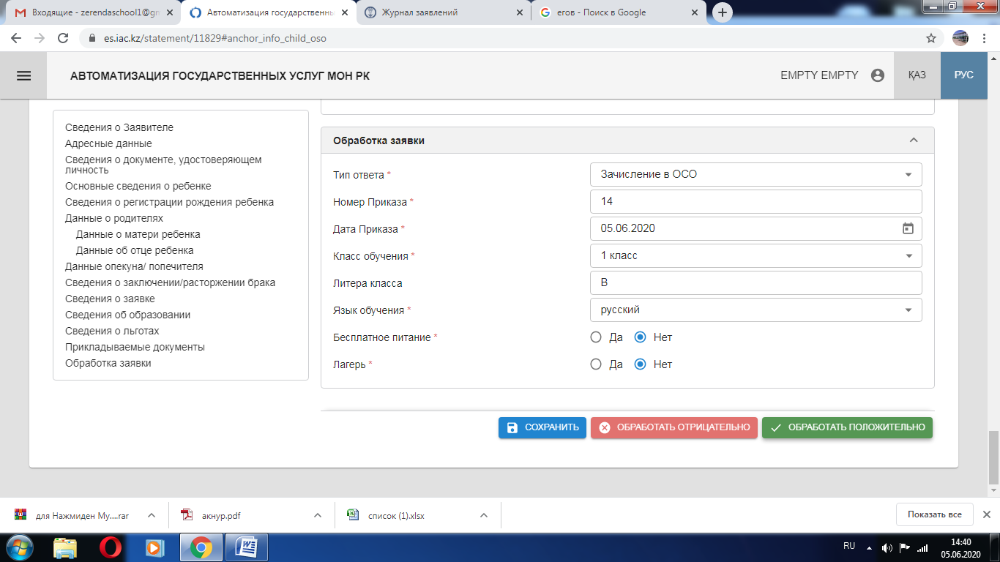 Входящие - zerendaschool1@gm
Автоматизация государственны
Журнал заявлений
егов - Поиск в Google
es.iac.kz/statement/11829#anchor_info_child_oso
АВТОМАТИЗАЦИЯ ГОСУДАРСТВЕННЫХ УСЛУГ МОН РК
EMPTY EMPTY
ҚАЗ
РУС
Сведения о Заявителе
Адресные данные
Сведения о документе, удостоверяющем
личность
Основные сведения о ребенке
Сведения о регистрации рождения ребенка
Данные о родителях
Данные о матери ребенка
Данные об отце ребенка
Данные опекуна/ попечителя
Сведения о заключении/расторжении брака
Сведения о заявке
Сведения об образовании
Сведения о льготах
Прикладываемые документы
Обработка заявки
Обработка заявки
Тип ответа * Зачисление в ОСО
Номер Приказа * 14
Дата Приказа * 05.06.2020
Класс обучения * 1 класс
Литера класса В
Язык обучения * русский
Бесплатное питание * Да Нет
Лагерь * Да Нет
СОХРАНИТЬ
ОБРАБОТАТЬ ОТРИЦАТЕЛЬНО
ОБРАБОТАТЬ ПОЛОЖИТЕЛЬНО
для Нажмиден Му....rar
акнур.pdf
список (1).xlsx
Показать все
RU
14:40
05.06.2020